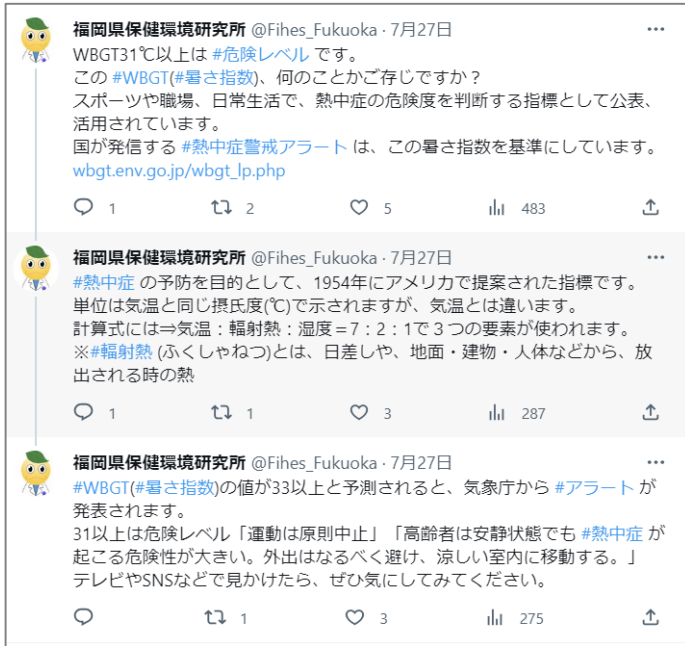 福岡県保健環境研究所 @Fihes_Fukuoka · 7月27日
WBGT31℃以上は #危険レベル です。
この #WBGT(#暑さ指数)、何のことかご存じですか？
スポーツや職場、日常生活で、熱中症の危険度を判断する指標として公表、
活用されています。
国が発信する #熱中症警戒アラート は、この暑さ指数を基準にしています。
wbgt.env.go.jp/wbgt_lp.php
1 2 5 483
福岡県保健環境研究所 @Fihes_Fukuoka · 7月27日
#熱中症 の予防を目的として、1954年にアメリカで提案された指標です。
単位は気温と同じ摂氏度(℃)で示されますが、気温とは違います。
計算式には⇒気温：輻射熱：湿度＝7：2：1で３つの要素が使われます。
※#輻射熱 (ふくしゃねつ)とは、日差しや、地面・建物・人体などから、放
出される時の熱
1 1 3 287
福岡県保健環境研究所 @Fihes_Fukuoka · 7月27日
#WBGT(#暑さ指数)の値が33以上と予測されると、気象庁から #アラート が
発表されます。
31以上は危険レベル「運動は原則中止」「高齢者は安静状態でも #熱中症 が
起こる危険性が大きい。外出はなるべく避け、涼しい室内に移動する。」
テレビやSNSなどで見かけたら、ぜひ気にしてみてください。
1 3 275